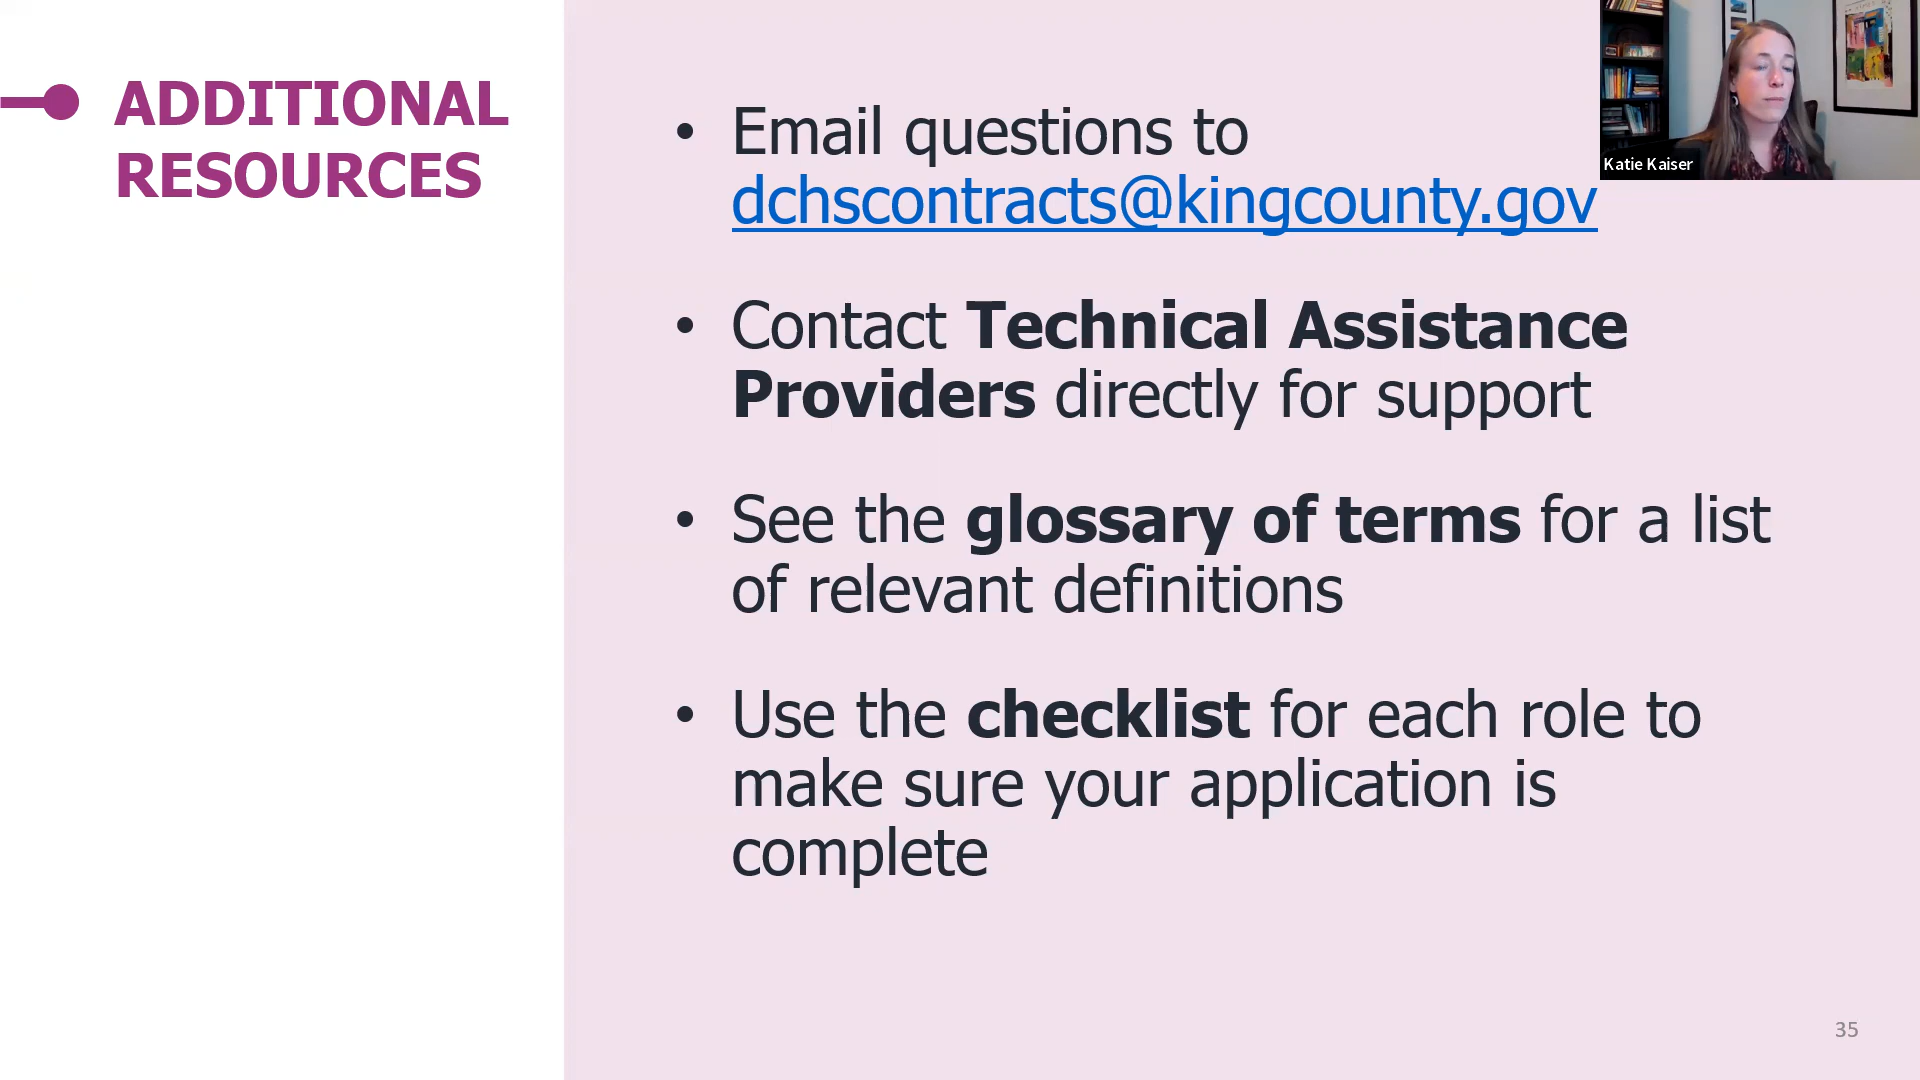 ADDITIONAL
RESOURCES
• Email questions to
dchscontracts@kingcounty.gov
• Contact Technical Assistance
Providers directly for support
• See the glossary of terms for a list
of relevant definitions
• Use the checklist for each role to
make sure your application is
complete
Katie Kaiser
35